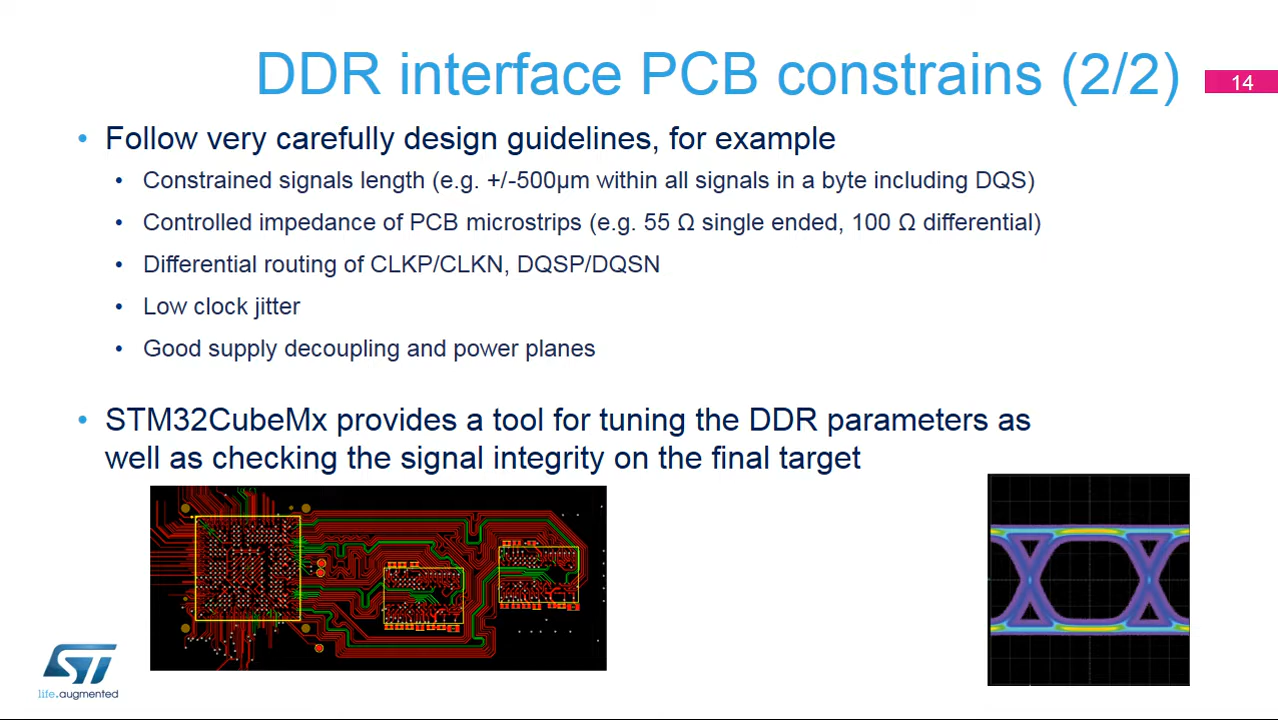 DDR interface PCB constrains (2/2)
14
• Follow very carefully design guidelines, for example
• Constrained signals length (e.g. +/-500µm within all signals in a byte including DQS)
• Controlled impedance of PCB microstrips (e.g. 55 Ω single ended, 100 Ω differential)
• Differential routing of CLKP/CLKN, DQSP/DQSN
• Low clock jitter
• Good supply decoupling and power planes
• STM32CubeMx provides a tool for tuning the DDR parameters as
well as checking the signal integrity on the final target
ST
life.augmented